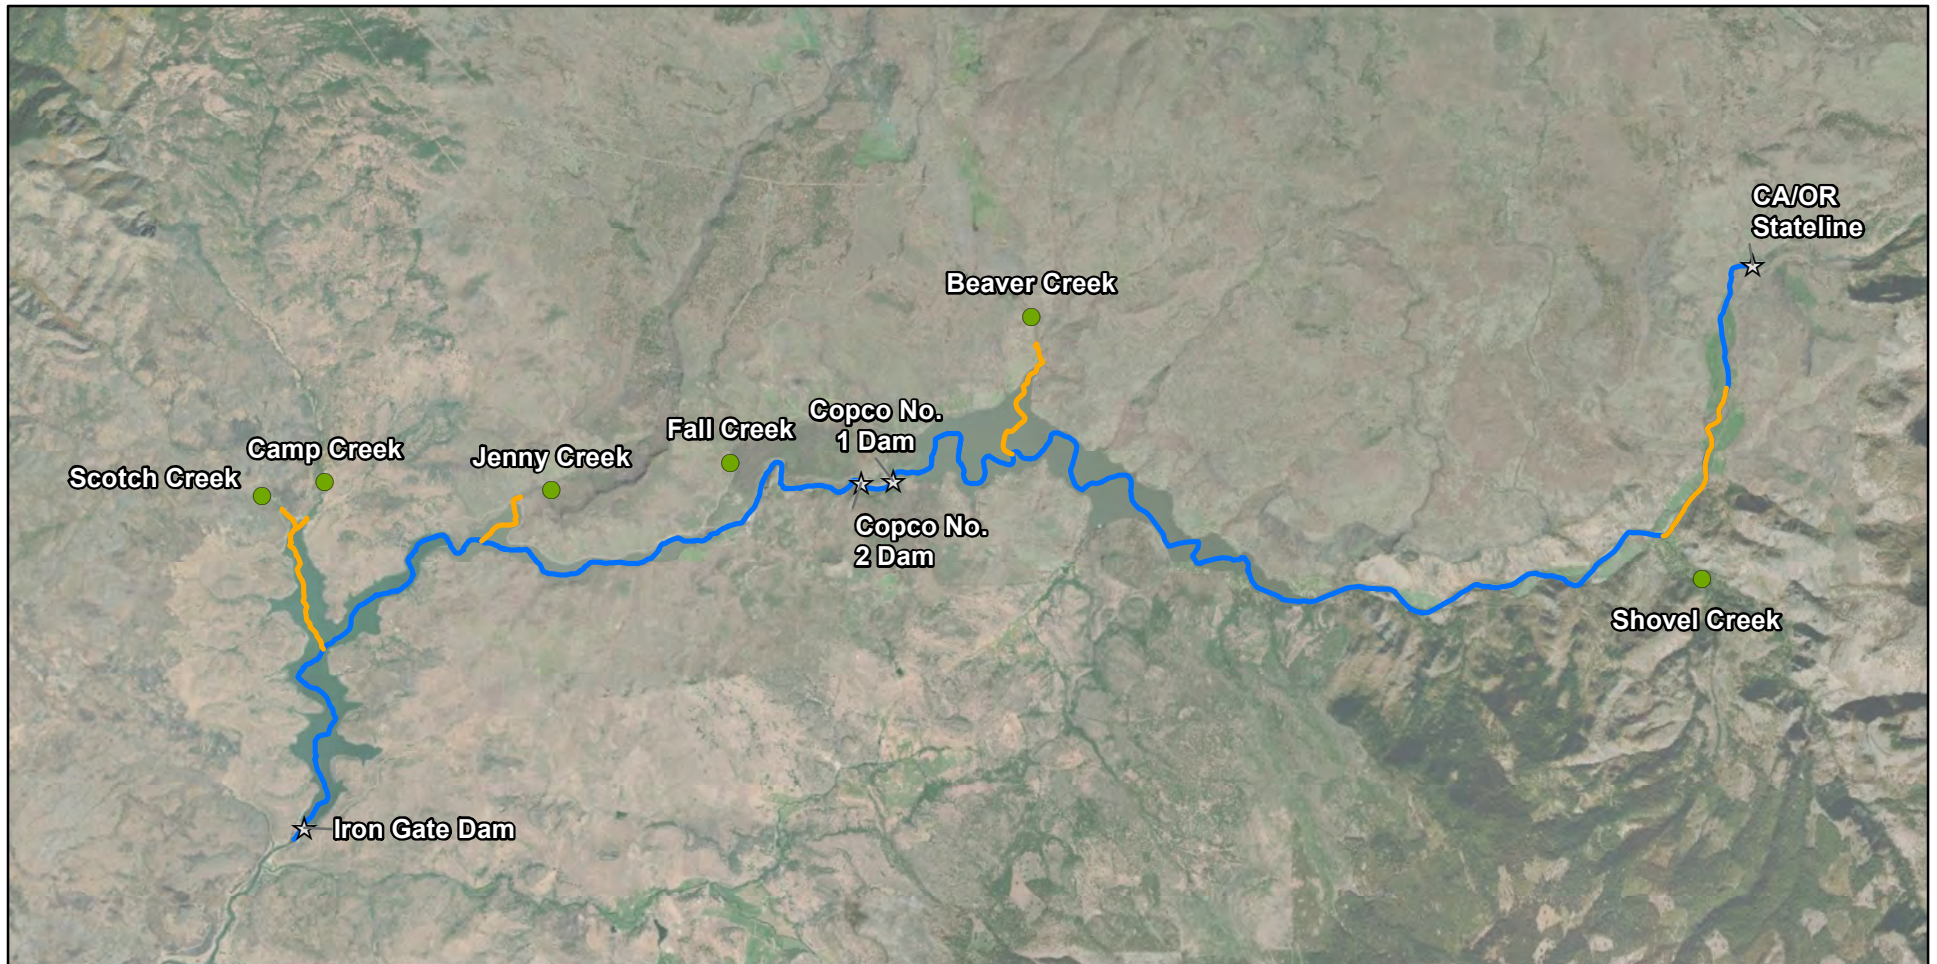 CA/OR
Stateline
Beaver Creek
Copco No.
1 Dam
Fall Creek
Camp Creek
Jenny Creek
Scotch Creek
Copco No.
2 Dam
Shovel Creek
Iron Gate Dam